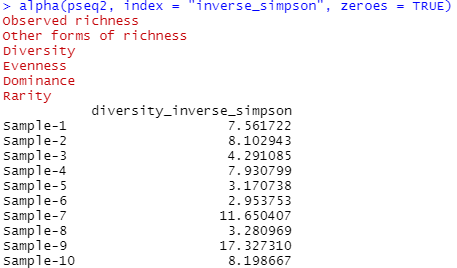 > alpha(pseq2, index = "inverse_simpson", zeroes = TRUE)
Observed richness
Other forms of richness
Diversity
Evenness
Dominance
Rarity
diversity_inverse_simpson
Sample-1 7.561722
Sample-2 8.102943
Sample-3 4.291085
Sample-4 7.930799
Sample-5 3.170738
Sample-6 2.953753
Sample-7 11.650407
Sample-8 3.280969
Sample-9 17.327310
Sample-10 8.198667